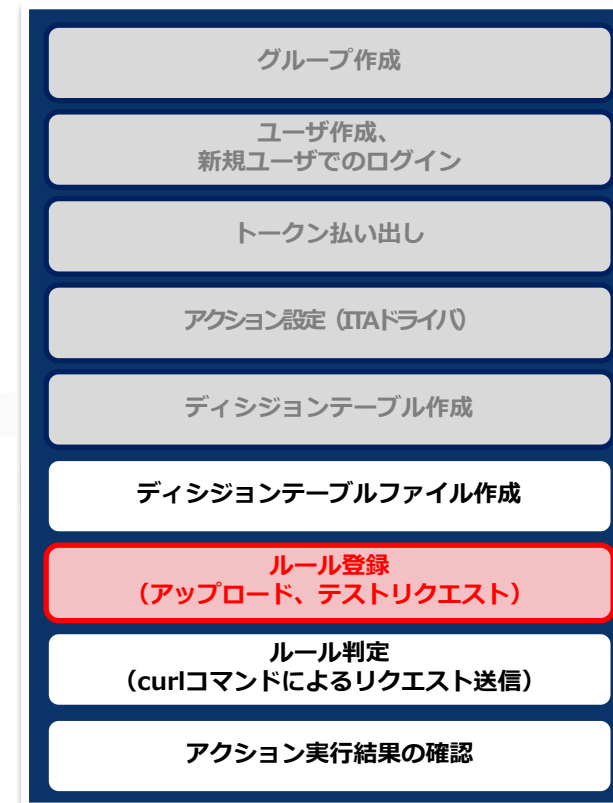 グループ作成
ユーザ作成、
新規ユーザでのログイン
トークン払い出し
アクション設定（ITAドライバ）
ディシジョンテーブル作成
ディシジョンテーブルファイル作成
ルール登録
（アップロード、テストリクエスト）
ルール判定
（curlコマンドによるリクエスト送信）
アクション実行結果の確認